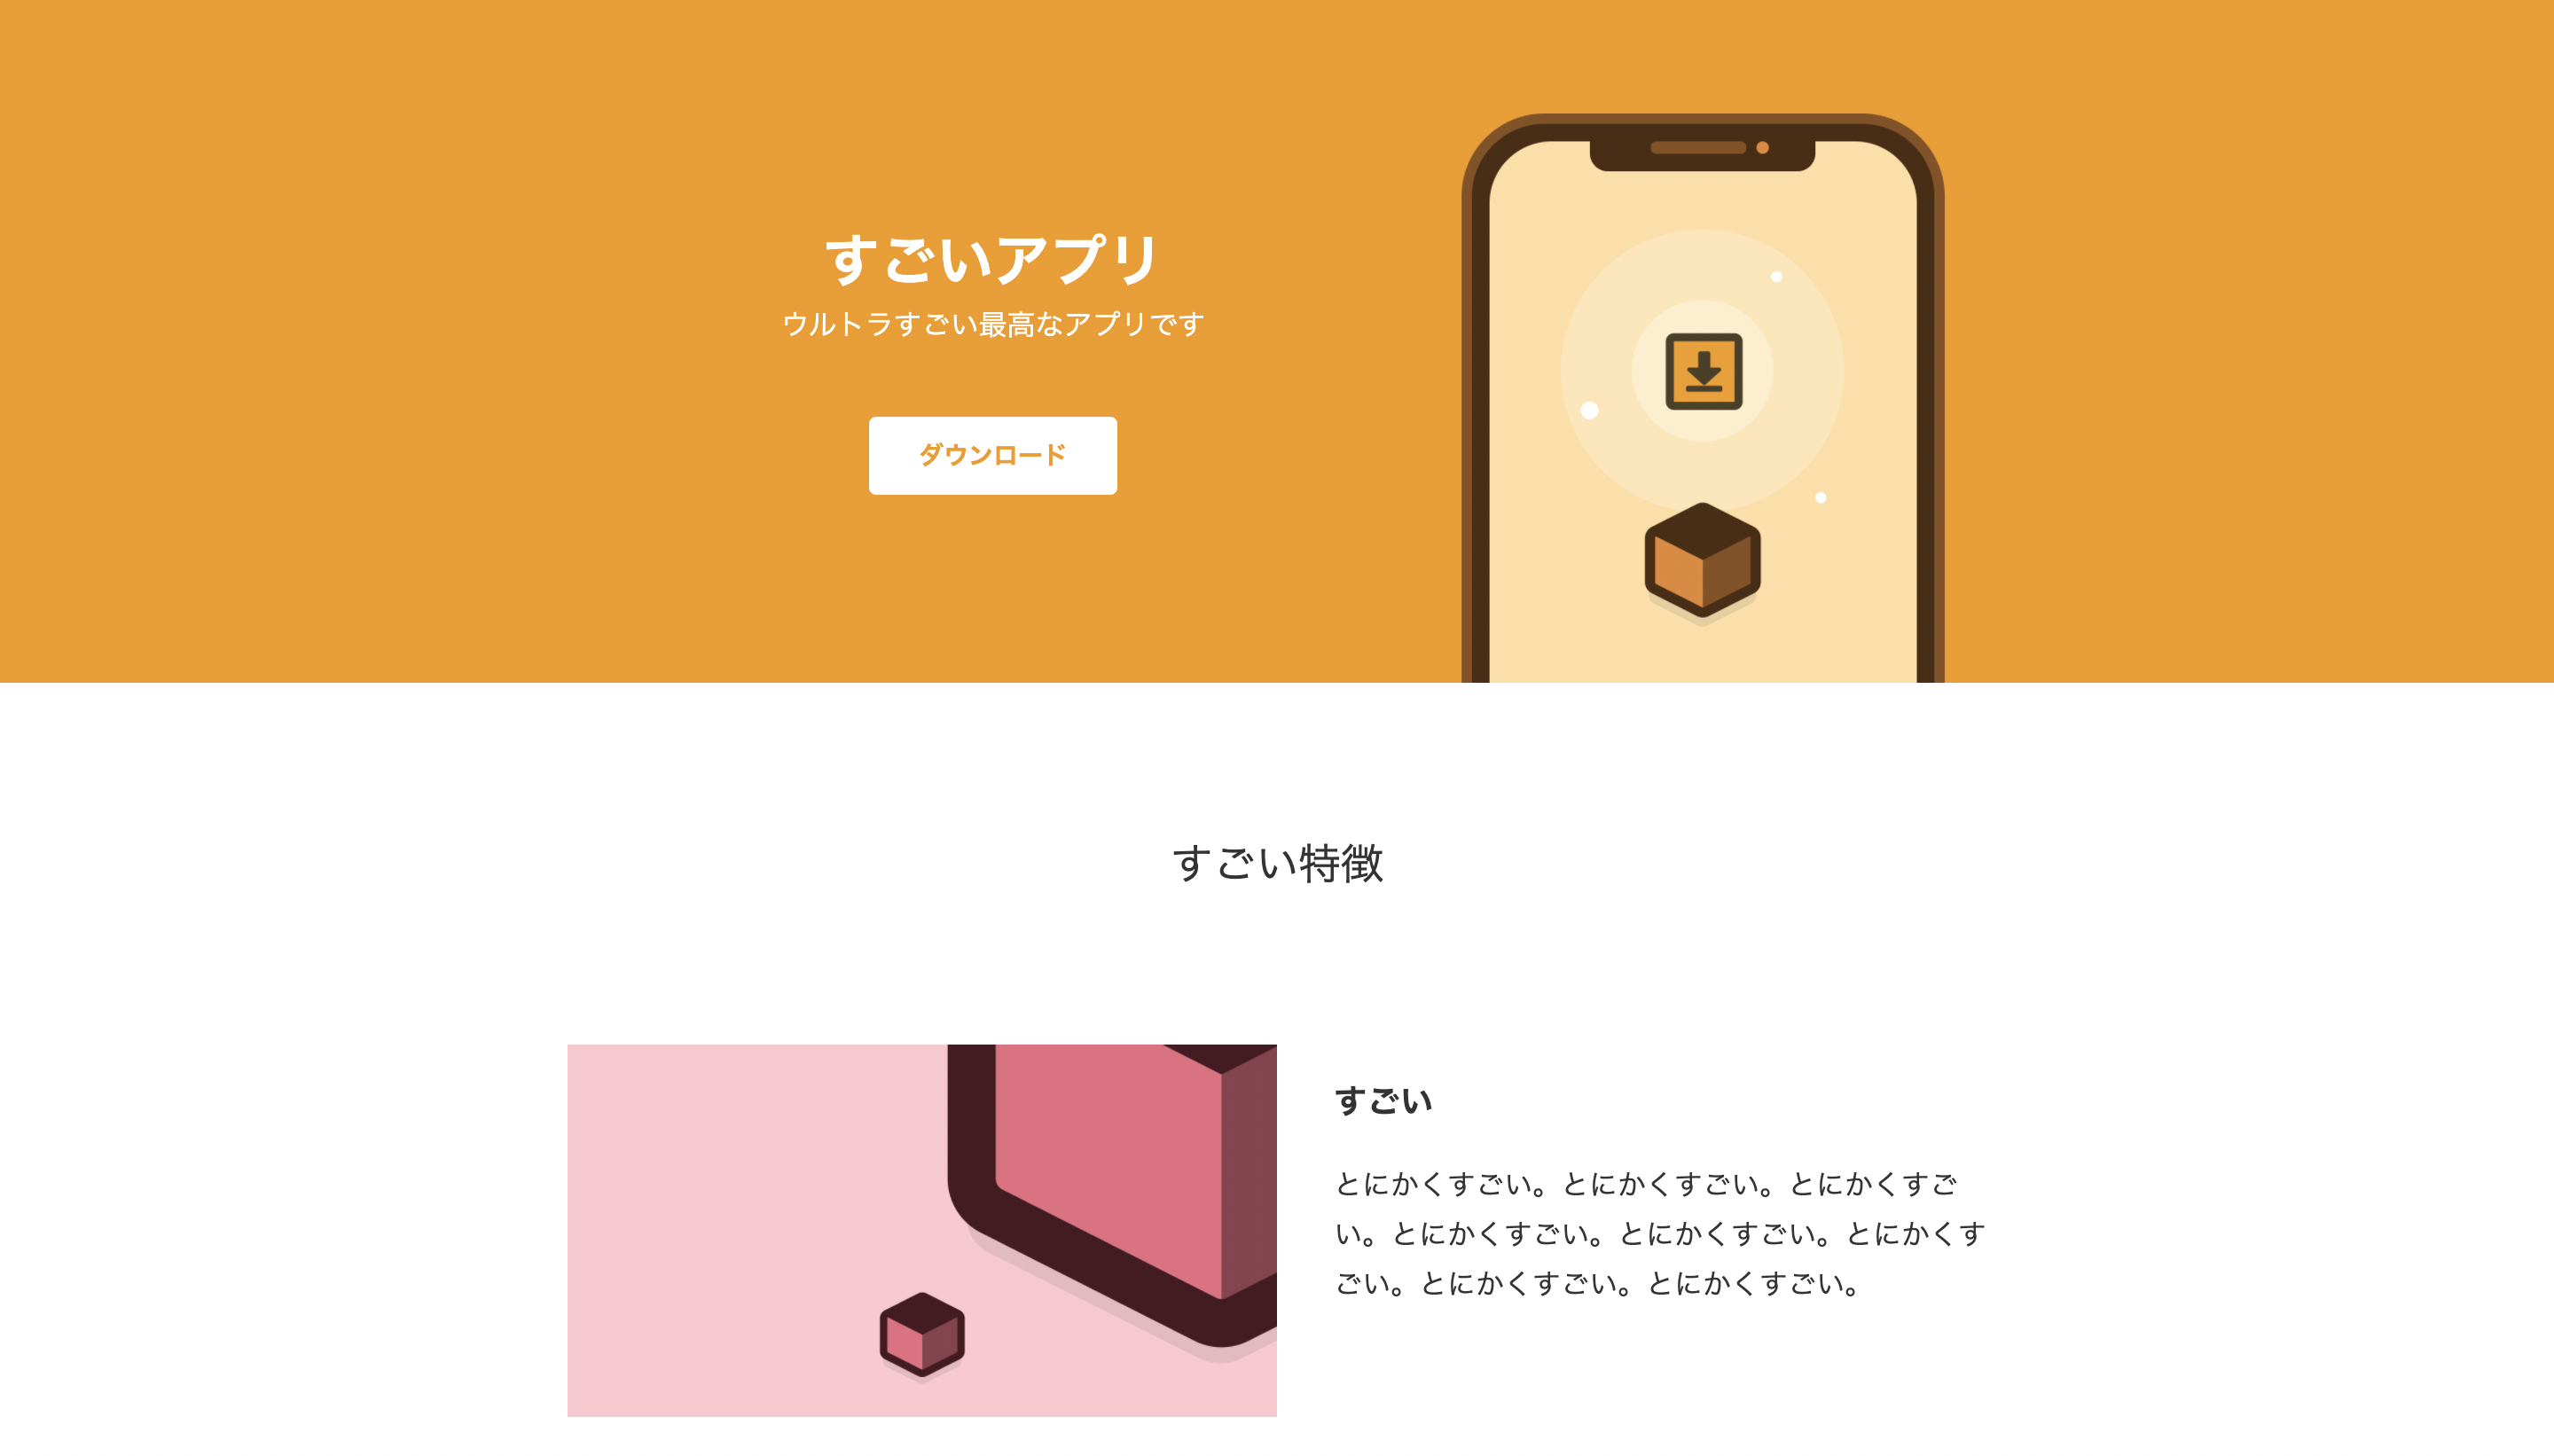 すごいアプリ
ウルトラすごい最高なアプリです
ダウンロード
すごい特徴
すごい
とにかくすごい。とにかくすごい。とにかくすご
い。とにかくすごい。とにかくすごい。とにかくす
ごい。とにかくすごい。とにかくすごい。